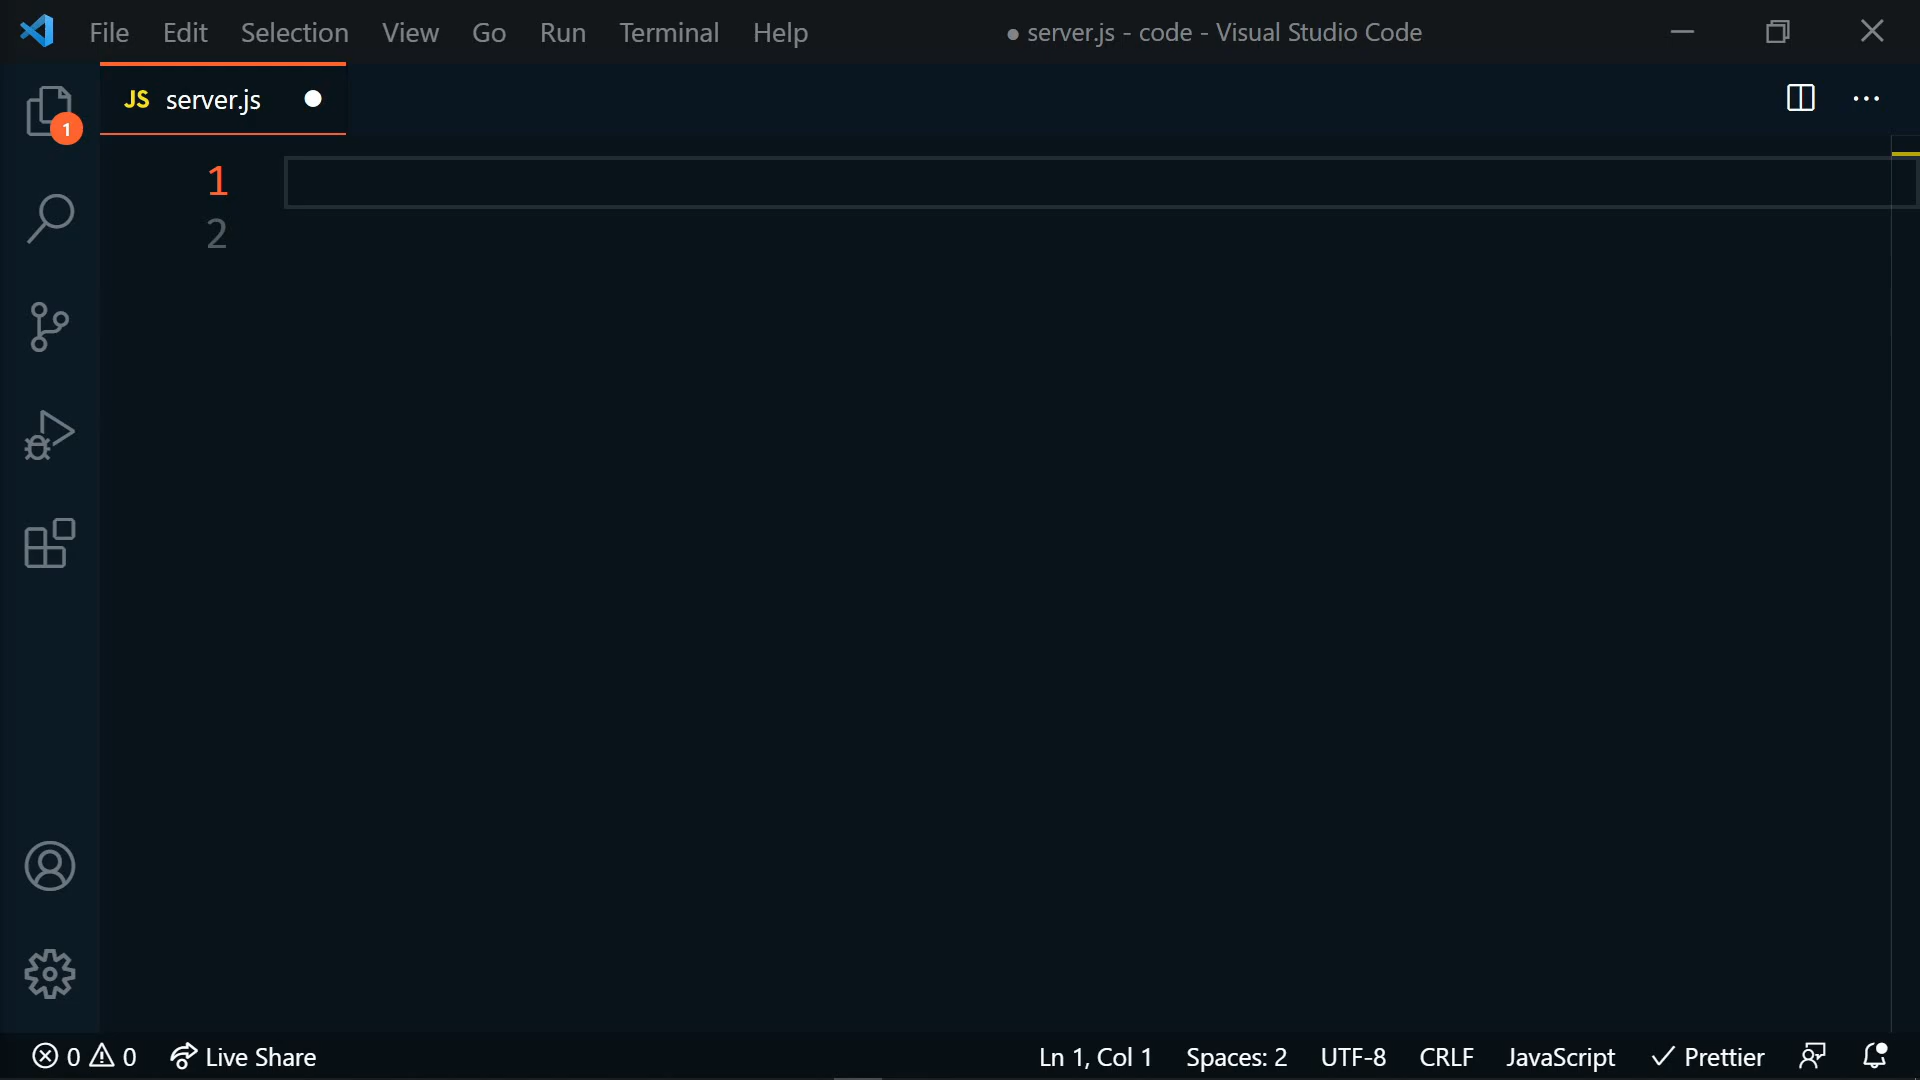 File Edit Selection View Go Run Terminal Help ● server.js - code - Visual Studio Code
JS server.js
1
1
2
0 0 Live Share Ln 1, Col 1 Spaces: 2 UTF-8 CRLF JavaScript Prettier